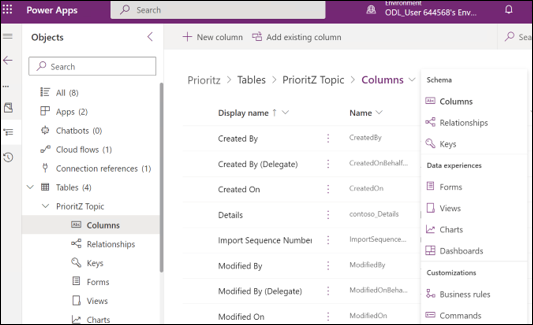 Power Apps
Search
Environment
ODL_User 644568's Env...
Objects
New column
Add existing column
Sea
Search
Prioritz > Tables > PrioritZ Topic > Columns
Schema
All (8)
Columns
Apps (2)
Display name
Name
Relationships
Chatbots (0)
Created By
CreatedBy
Keys
Cloud flows (1)
Created By (Delegate)
CreatedOnBehalf...
Data experiences
Connection references (1)
Created On
CreatedOn
Forms
Tables (4)
Views
PrioritZ Topic
Details
contoso_Details
Charts
Columns
Import Sequence Number
ImportSequence...
Dashboards
Relationships
Modified By
ModifiedBy
Customizations
Keys
Forms
Modified By (Delegate)
ModifiedOnBeha...
Business rules
Views
Modified On
ModifiedOn
Commands
Charts